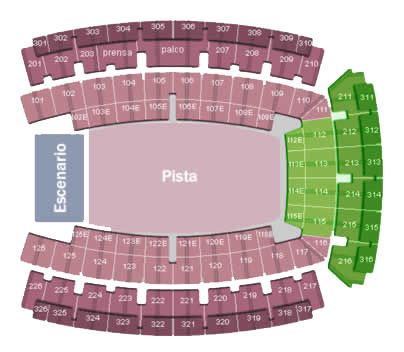 301 302 303 304 305 306 307 308 309 310
201 202 203 prensa palco 207 208 209 210
101 102 103 104 105 106 107 108 109 110 111
102E 103E 104E 105E 106E 107E 108E 109E
211 311
112E 112 212 312
113E 113 213 313
114E 114 214 314
115E 115 215 315
116 216 316
Escenario
Pista
125E 124E 123E 122E 121E 120E 119E 118E
126 125 124 123 122 121 120 119 118 117
226 225 224 223 222 221 220 219 218 217
326 325 324 323 322 321 320 319 318 317